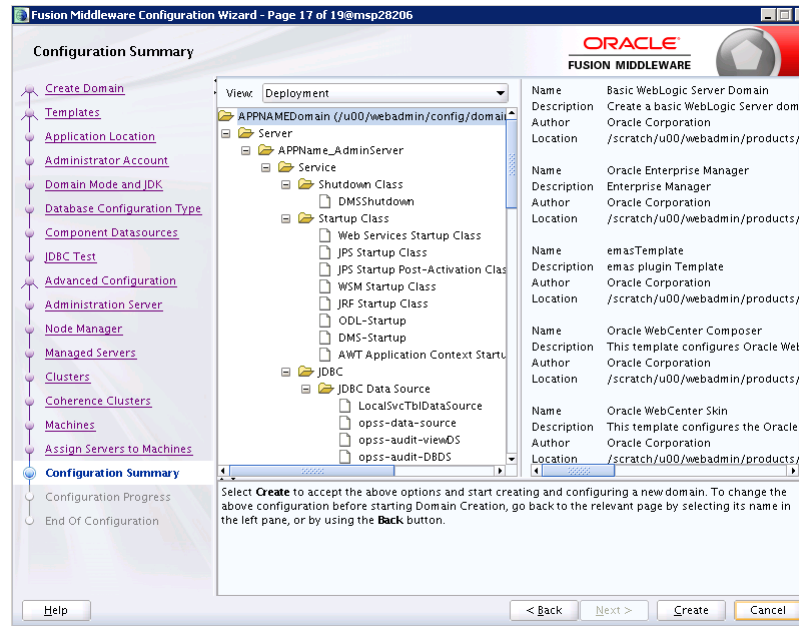 Fusion Middleware Configuration Wizard - Page 17 of 19@msp28206
Configuration Summary
ORACLE
FUSION MIDDLEWARE
Create Domain
Templates
Application Location
Administrator Account
Domain Mode and JDK
Database Configuration Type
Component Datasources
JDBC Test
Advanced Configuration
Administration Server
Node Manager
Managed Servers
Clusters
Coherence Clusters
Machines
Assign Servers to Machines
Configuration Summary
Configuration Progress
End Of Configuration
View: Deployment
APPNAMEDomain (/u00/webadmin/config/domain
Server
APPName_AdminServer
Service
Shutdown Class
DMSShutdown
Startup Class
Web Services Startup Class
JPS Startup Class
JPS Startup Post-Activation Clas
WSM Startup Class
JRF Startup Class
ODL-Startup
DMS-Startup
AWT Application Context Startu
JDBC
JDBC Data Source
LocalSvcTblDataSource
opss-data-source
opss-audit-viewDS
opss-audit-DBDS
Name Basic WebLogic Server Domain
Description Create a basic WebLogic Server dom
Author Oracle Corporation
Location /scratch/u00/webadmin/products/
Name Oracle Enterprise Manager
Description Enterprise Manager
Author Oracle Corporation
Location /scratch/u00/webadmin/products/
Name emasTemplate
Description emas plugin Template
Author Oracle Corporation
Location /scratch/u00/webadmin/products/
Name Oracle WebCenter Composer
Description This template configures Oracle Web
Author Oracle Corporation
Location /scratch/u00/webadmin/products/
Name Oracle WebCenter Skin
Description This template configures the Oracle
Author Oracle Corporation
Location /scratch/u00/webadmin/products/
Select Create to accept the above options and start creating and configuring a new domain. To change the
above configuration before starting Domain Creation, go back to the relevant page by selecting its name in
the left pane, or by using the Back button.
Help
< Back
Next >
Create
Cancel